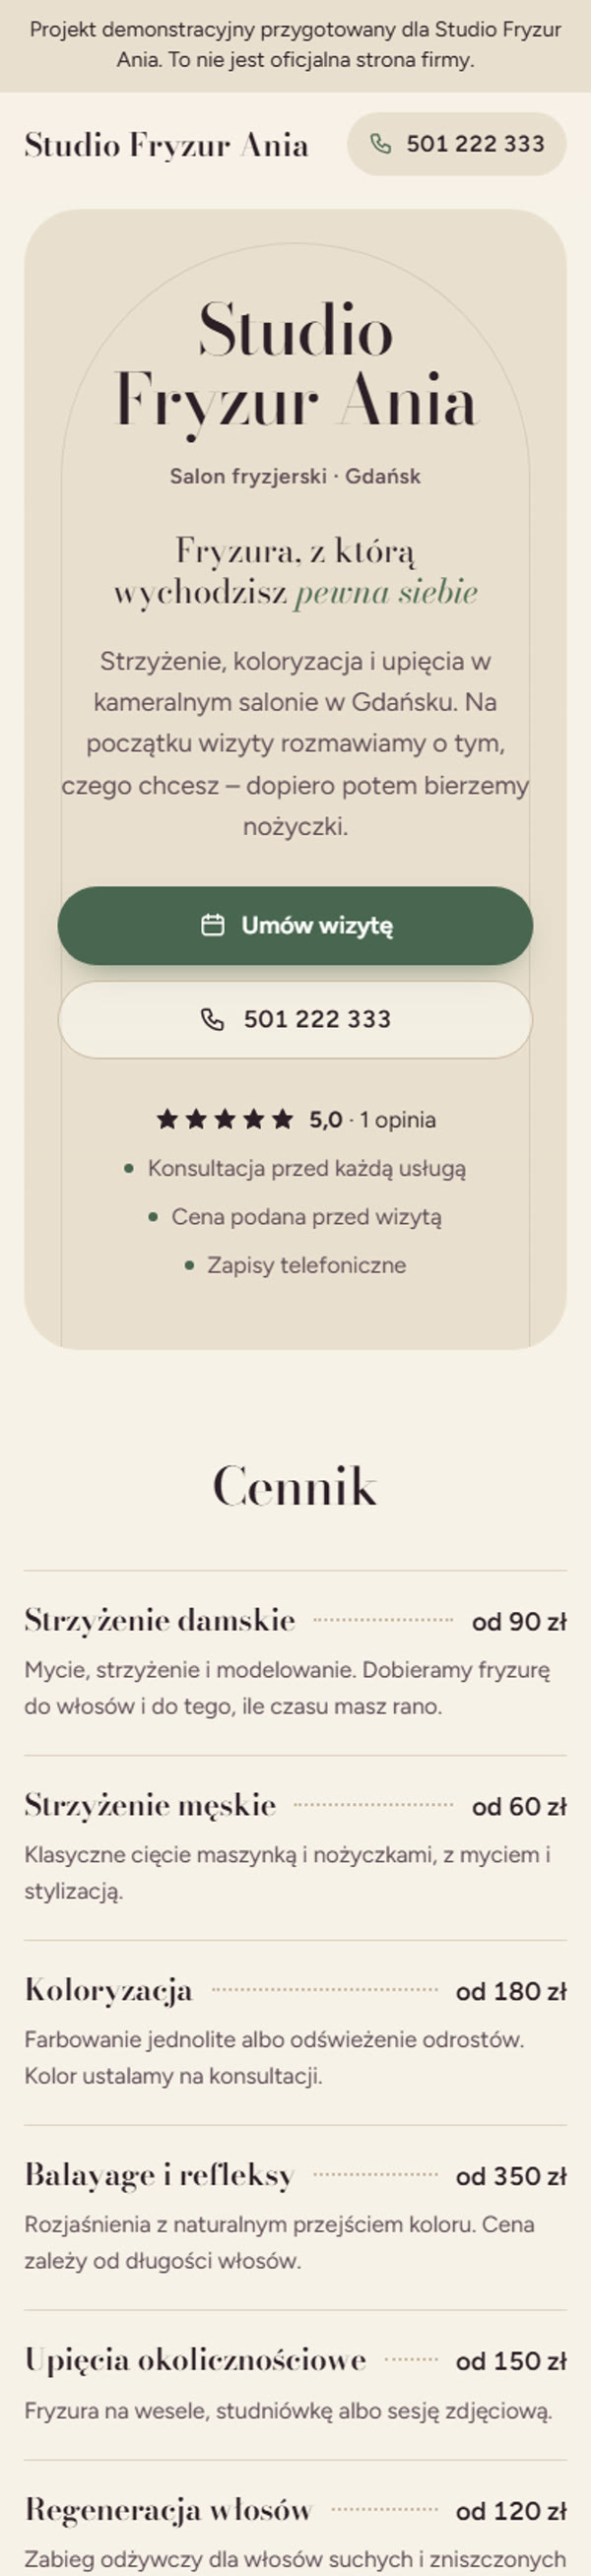 Projekt demonstracyjny przygotowany dla Studio Fryzur
Ania. To nie jest oficjalna strona firmy.
Studio Fryzur Ania
501 222 333
Studio
Fryzur Ania
Salon fryzjerski · Gdańsk
Fryzura, z którą
wychodzisz pewna siebie
Strzyżenie, koloryzacja i upięcia w
kameralnym salonie w Gdańsku. Na
początku wizyty rozmawiamy o tym,
czego chcesz – dopiero potem bierzemy
nożyczki.
Umów wizytę
501 222 333
5,0 · 1 opinia
Konsultacja przed każdą usługą
Cena podana przed wizytą
Zapisy telefoniczne
Cennik
Strzyżenie damskie od 90 zł
Mycie, strzyżenie i modelowanie. Dobieramy fryzurę
do włosów i do tego, ile czasu masz rano.
Strzyżenie męskie od 60 zł
Klasyczne cięcie maszynką i nożyczkami, z myciem i
stylizacją.
Koloryzacja od 180 zł
Farbowanie jednolite albo odświeżenie odrostów.
Kolor ustalamy na konsultacji.
Balayage i refleksy od 350 zł
Rozjaśnienia z naturalnym przejściem koloru. Cena
zależy od długości włosów.
Upięcia okolicznościowe od 150 zł
Fryzura na wesele, studniówkę albo sesję zdjęciową.
Regeneracja włosów od 120 zł
Zabieg odżywczy dla włosów suchych i zniszczonych